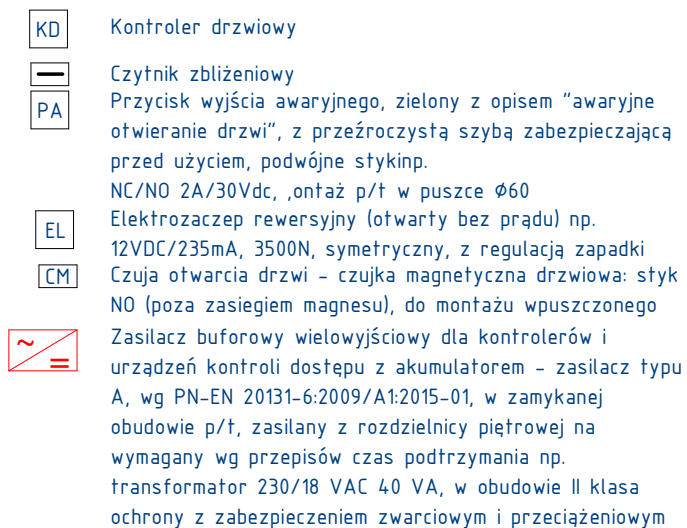 KD Kontroler drzwiowy
Czytnik zbliżeniowy
PA Przycisk wyjścia awaryjnego, zielony z opisem "awaryjne
otwieranie drzwi", z przeźroczystą szybą zabezpieczającą
przed użyciem, podwójne stykinp.
NC/NO 2A/30Vdc, ,ontaż p/t w puszce Ø60
EL Elektrozaczep rewersyjny (otwarty bez prądu) np.
12VDC/235mA, 3500N, symetryczny, z regulacją zapadki
CM Czuja otwarcia drzwi - czujka magnetyczna drzwiowa: styk
NO (poza zasiegiem magnesu), do montażu wpuszczonego
Zasilacz buforowy wielowyjściowy dla kontrolerów i
urządzeń kontroli dostępu z akumulatorem - zasilacz typu
A, wg PN-EN 20131-6:2009/A1:2015-01, w zamykanej
obudowie p/t, zasilany z rozdzielnicy piętrowej na
wymagany wg przepisów czas podtrzymania np.
transformator 230/18 VAC 40 VA, w obudowie II klasa
ochrony z zabezpieczeniem zwarciowym i przeciążeniowym